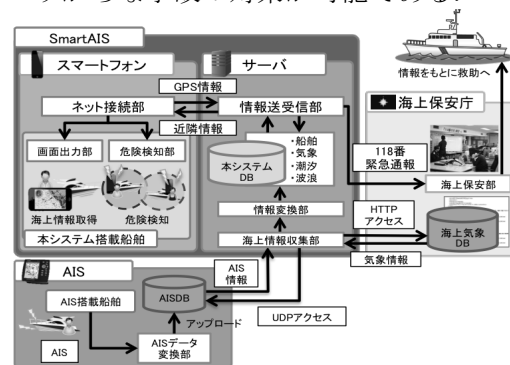 SmartAIS
スマートフォン
サーバ
GPS情報
ネット接続部
情報送受信部
近隣情報
画面出力部
危険検知部
・船舶
・気象
・潮汐
・波浪
本システム
DB
海上情報取得
危険検知
情報変換部
本システム搭載船舶
海上情報収集部
情報をもとに救助へ
海上保安庁
118番
緊急通報
海上保安部
HTTP
アクセス
海上気象
DB
気象情報
AIS
AIS
情報
AIS搭載船舶
AISDB
アップロード
UDPアクセス
AIS
AISデータ
変換部